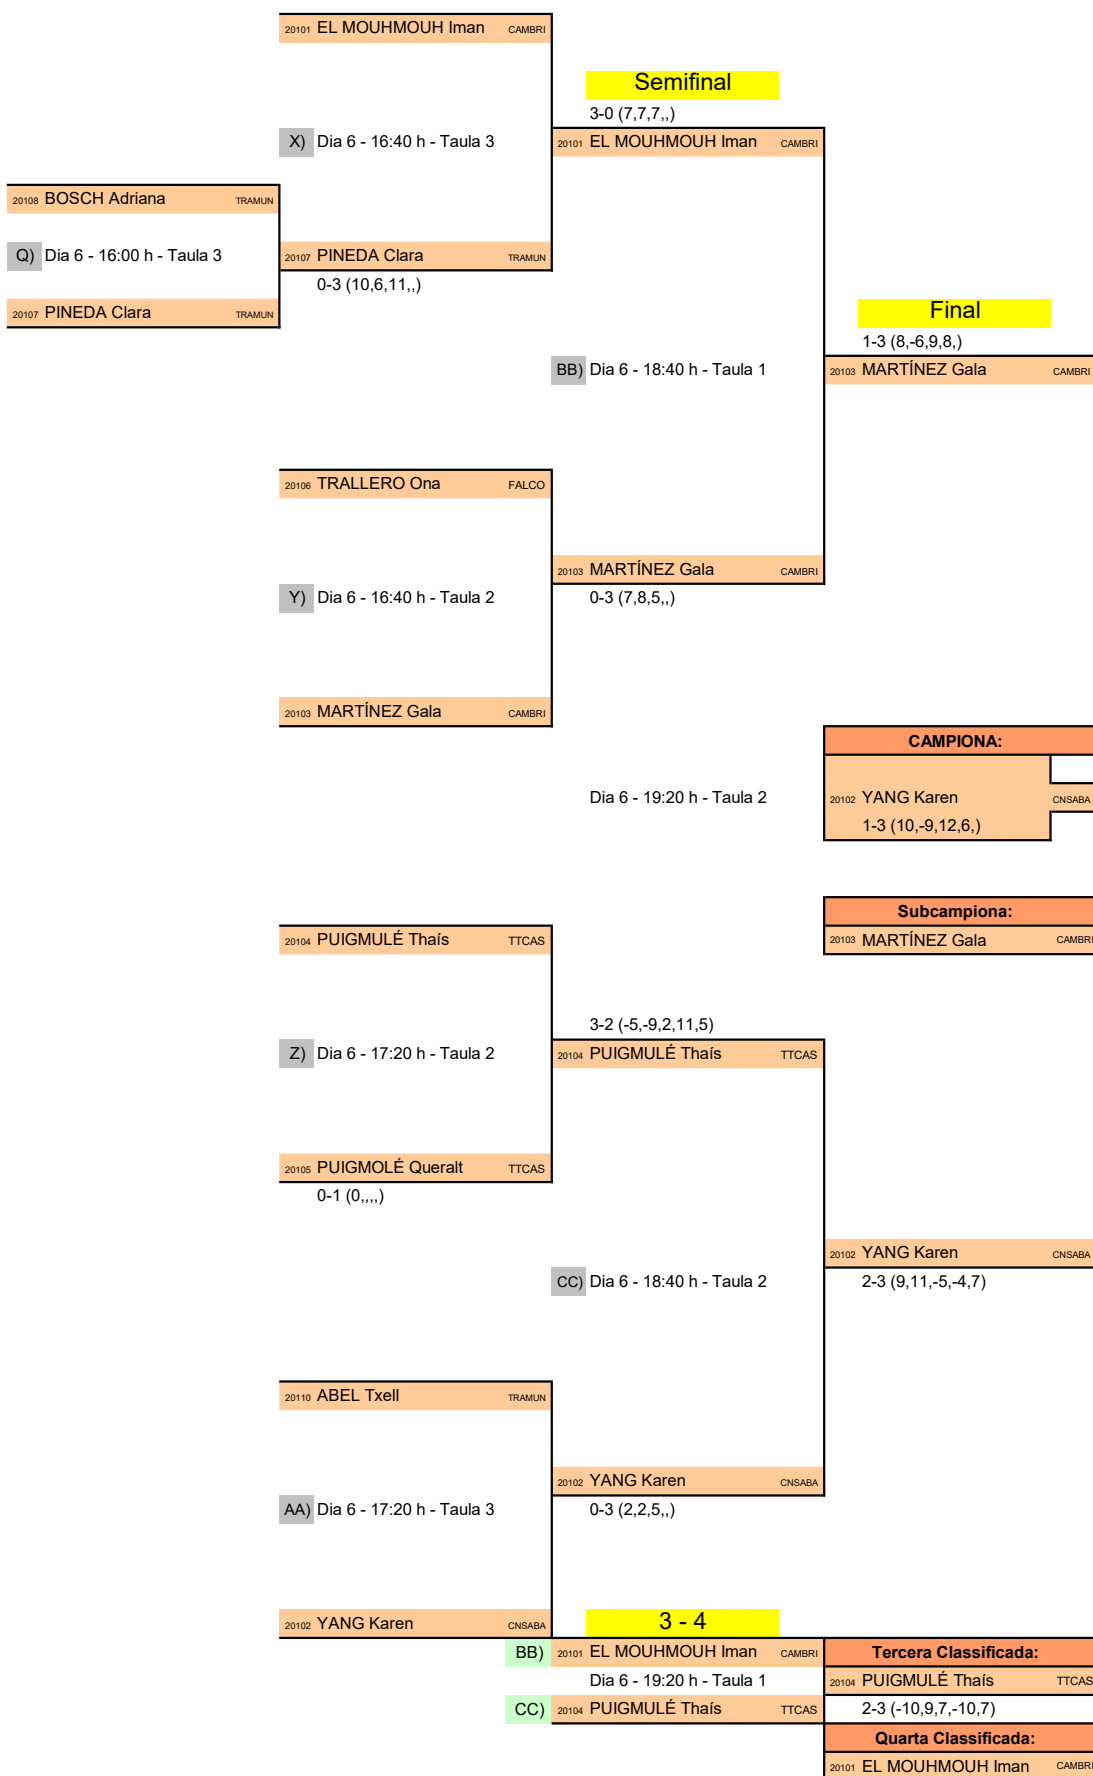 20101 EL MOUHMOUH Iman CAMBRI
Semifinal
3-0 (7,7,7,,)
X) Dia 6 - 16:40 h - Taula 3
20101 EL MOUHMOUH Iman CAMBRI
20108 BOSCH Adriana TRAMUN
Q) Dia 6 - 16:00 h - Taula 3
20107 PINEDA Clara TRAMUN
0-3 (10,6,11,,)
20107 PINEDA Clara TRAMUN
Final
1-3 (8,-6,9,8,)
BB) Dia 6 - 18:40 h - Taula 1
20103 MARTÍNEZ Gala CAMBRI
20106 TRALLERO Ona FALCO
20103 MARTÍNEZ Gala CAMBRI
Y) Dia 6 - 16:40 h - Taula 2
0-3 (7,8,5,,)
20103 MARTÍNEZ Gala CAMBRI
CAMPIONA:
Dia 6 - 19:20 h - Taula 2
20102 YANG Karen CNSABA
1-3 (10,-9,12,6,)
Subcampiona:
20104 PUIGMULÉ Thaís TTCAS
20103 MARTÍNEZ Gala CAMBRI
3-2 (-5,-9,2,11,5)
Z) Dia 6 - 17:20 h - Taula 2
20104 PUIGMULÉ Thaís TTCAS
20105 PUIGMOLÉ Queralt TTCAS
0-1 (0,,,,)
20102 YANG Karen CNSABA
CC) Dia 6 - 18:40 h - Taula 2
2-3 (9,11,-5,-4,7)
20110 ABEL Txell TRAMUN
20102 YANG Karen CNSABA
AA) Dia 6 - 17:20 h - Taula 3
0-3 (2,2,5,,)
20102 YANG Karen CNSABA
3 - 4
BB) 20101 EL MOUHMOUH Iman CAMBRI
Tercera Classificada:
Dia 6 - 19:20 h - Taula 1
20104 PUIGMULÉ Thaís TTCAS
CC) 20104 PUIGMULÉ Thaís TTCAS
2-3 (-10,9,7,-10,7)
Quarta Classificada:
20101 EL MOUHMOUH Iman CAMBRI